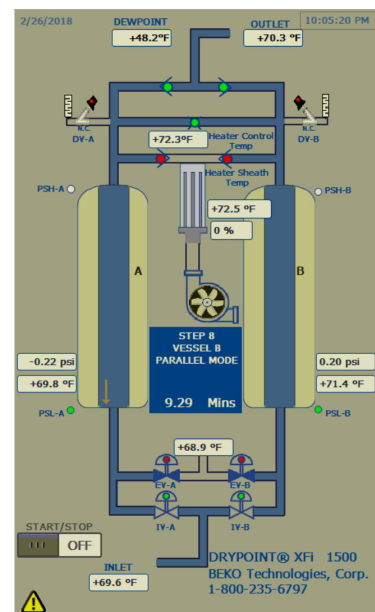 2/26/2018
DEWPOINT
+48.2°F
OUTLET
+70.3 °F
10:05:20 PM
N.C.
DV-A
N.C.
DV-B
+72.3°F
Heater Control
Temp
Heater Sheath
Temp
PSH-A
PSH-B
+72.5 °F
0 %
A
B
STEP 8
VESSEL B
PARALLEL MODE
9.29 Mins
-0.22 psi
+69.8 °F
0.20 psi
+71.4 °F
PSL-A
PSL-B
+68.9 °F
EV-A
EV-B
IV-A
IV-B
START/STOP
OFF
INLET
+69.6 °F
DRYPOINT® XFi 1500
BEKO Technologies, Corp.
1-800-235-6797